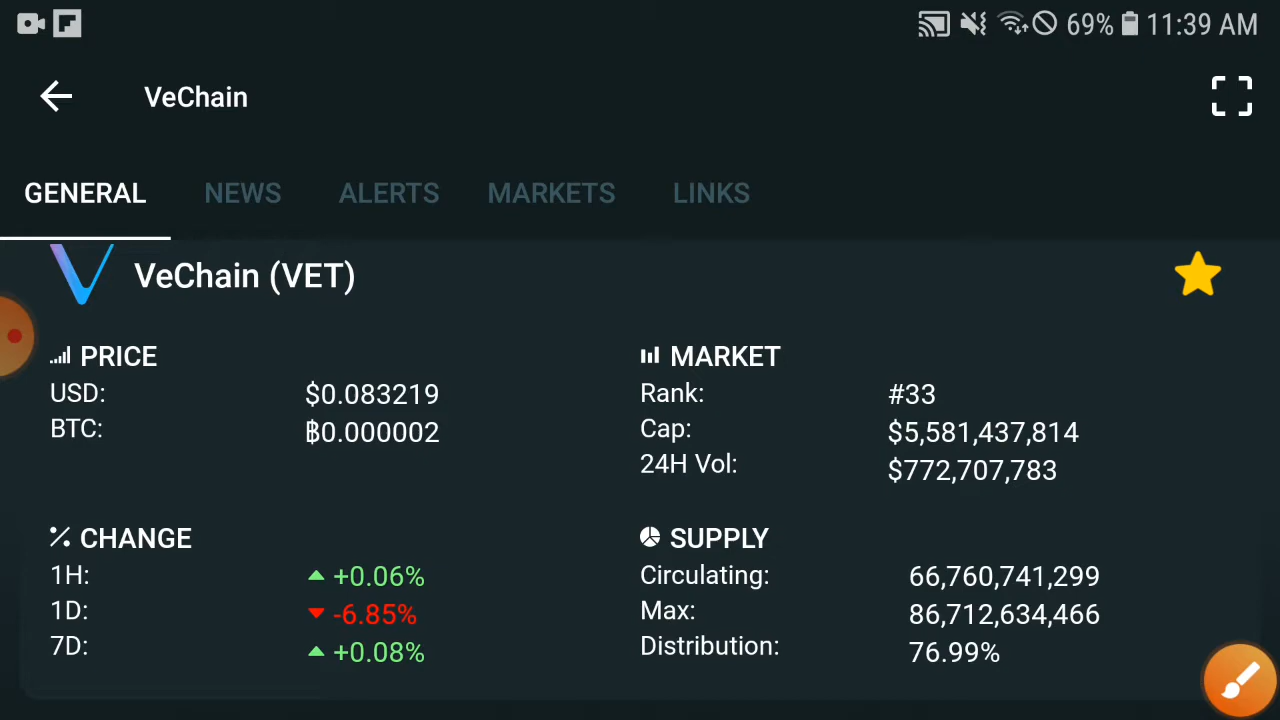 69% 11:39 AM
VeChain
GENERAL NEWS ALERTS MARKETS LINKS
VeChain (VET)
PRICE
USD: $0.083219
BTC: ฿0.000002
MARKET
Rank: #33
Cap: $5,581,437,814
24H Vol: $772,707,783
CHANGE
1H: +0.06%
1D: -6.85%
7D: +0.08%
SUPPLY
Circulating: 66,760,741,299
Max: 86,712,634,466
Distribution: 76.99%